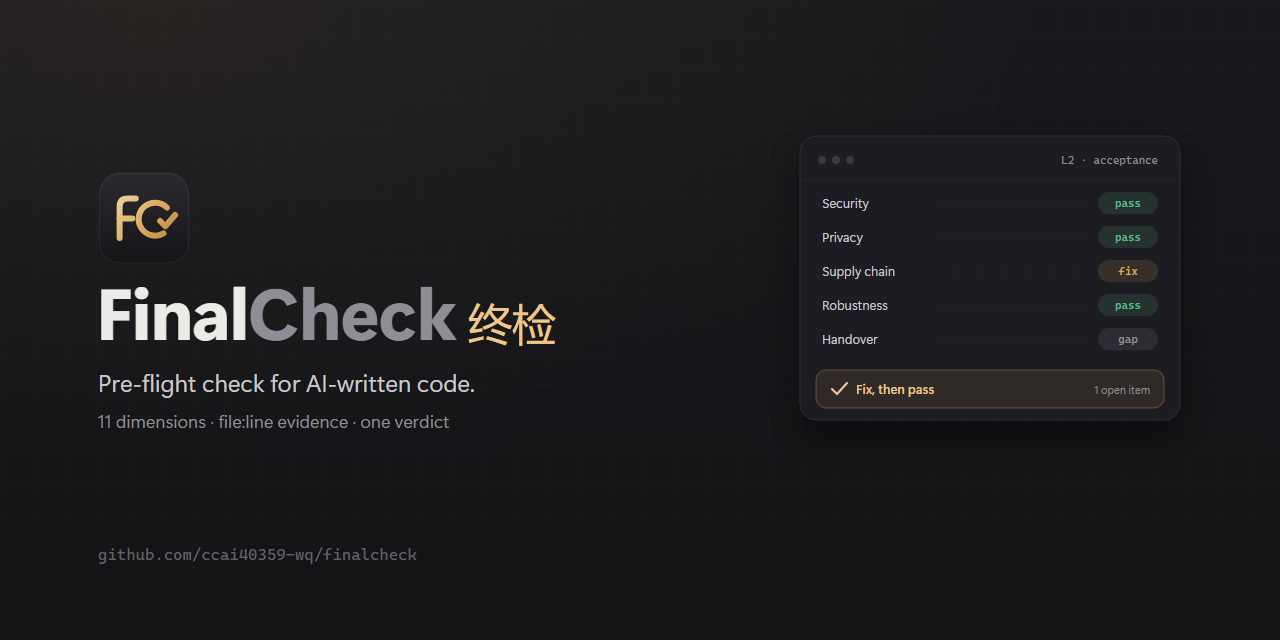 FC
FinalCheck 终检
Pre-flight check for AI-written code.
11 dimensions · file:line evidence · one verdict
github.com/ccai40359-wq/finalcheck
L2 · acceptance
Security pass
Privacy pass
Supply chain fix
Robustness pass
Handover gap
Fix, then pass 1 open item